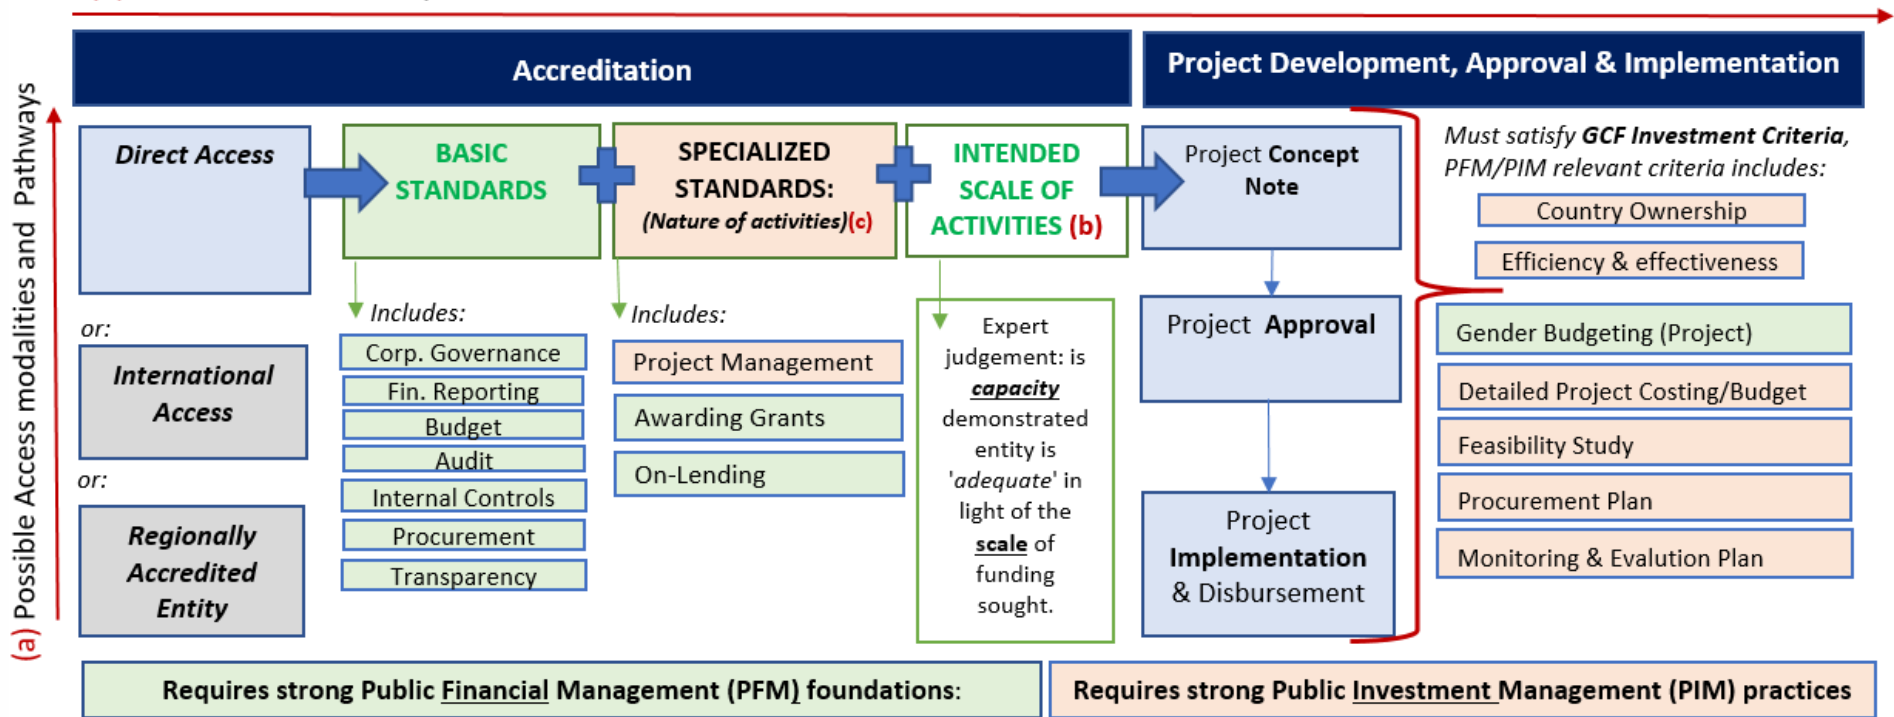 Accreditation
Project Development, Approval & Implementation
(a) Possible Access modalities and Pathways
Direct Access
or:
International
Access
or:
Regionally
Accredited
Entity
BASIC
STANDARDS
Includes:
Corp. Governance
Fin. Reporting
Budget
Audit
Internal Controls
Procurement
Transparency
SPECIALIZED
STANDARDS:
(Nature of activities)(c)
Includes:
Project Management
Awarding Grants
On-Lending
INTENDED
SCALE OF
ACTIVITIES (b)
Expert
judgement: is
capacity
demonstrated
entity is
'adequate' in
light of the
scale of
funding
sought.
Project Concept
Note
Project Approval
Project
Implementation
& Disbursement
Must satisfy GCF Investment Criteria,
PFM/PIM relevant criteria includes:
Country Ownership
Efficiency & effectiveness
Gender Budgeting (Project)
Detailed Project Costing/Budget
Feasibility Study
Procurement Plan
Monitoring & Evalution Plan
Requires strong Public Financial Management (PFM) foundations:
Requires strong Public Investment Management (PIM) practices